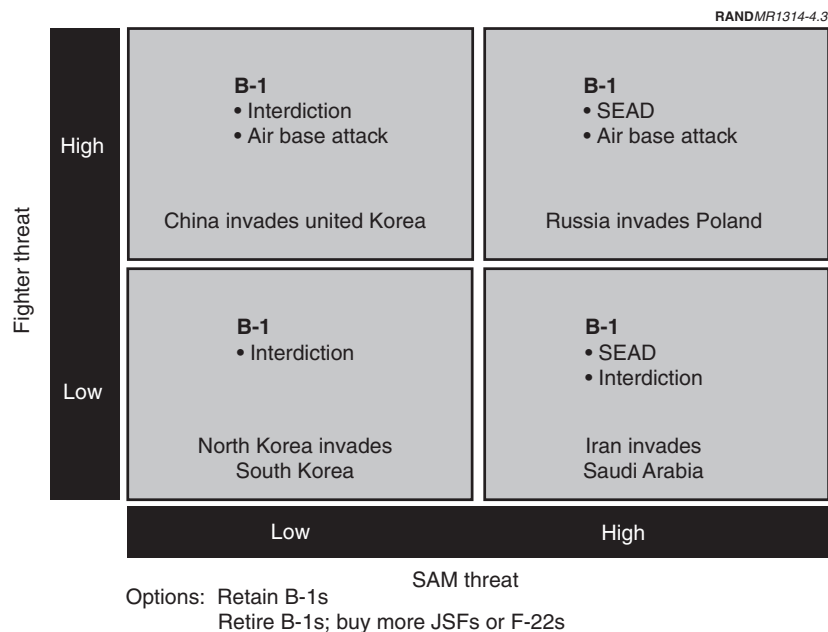 RANDMR1314-4.3
Fighter threat
High
B-1
• Interdiction
• Air base attack
China invades united Korea
B-1
• SEAD
• Air base attack
Russia invades Poland
Low
B-1
• Interdiction
North Korea invades
South Korea
B-1
• SEAD
• Interdiction
Iran invades
Saudi Arabia
Low
High
SAM threat
Options: Retain B-1s
Retire B-1s; buy more JSFs or F-22s